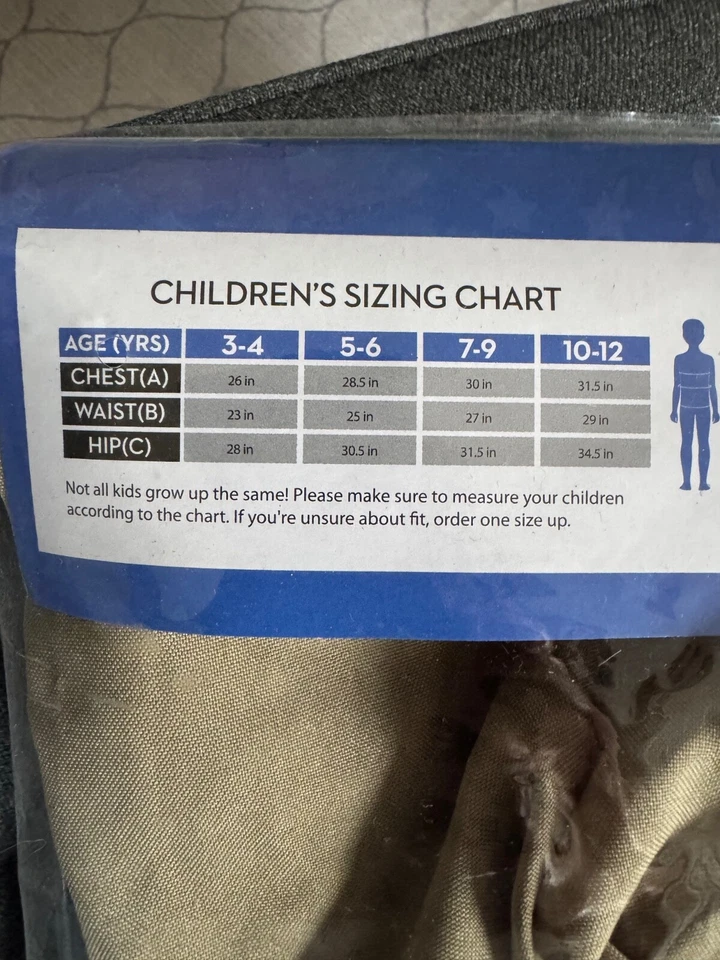 CHILDREN'S SIZING CHART
AGE (YRS) 3-4 5-6 7-9 10-12
CHEST(A) 26 in 28.5 in 30 in 31.5 in
WAIST(B) 23 in 25 in 27 in 29 in
HIP(C) 28 in 30.5 in 31.5 in 34.5 in
Not all kids grow up the same! Please make sure to measure your children
according to the chart. If you're unsure about fit, order one size up.